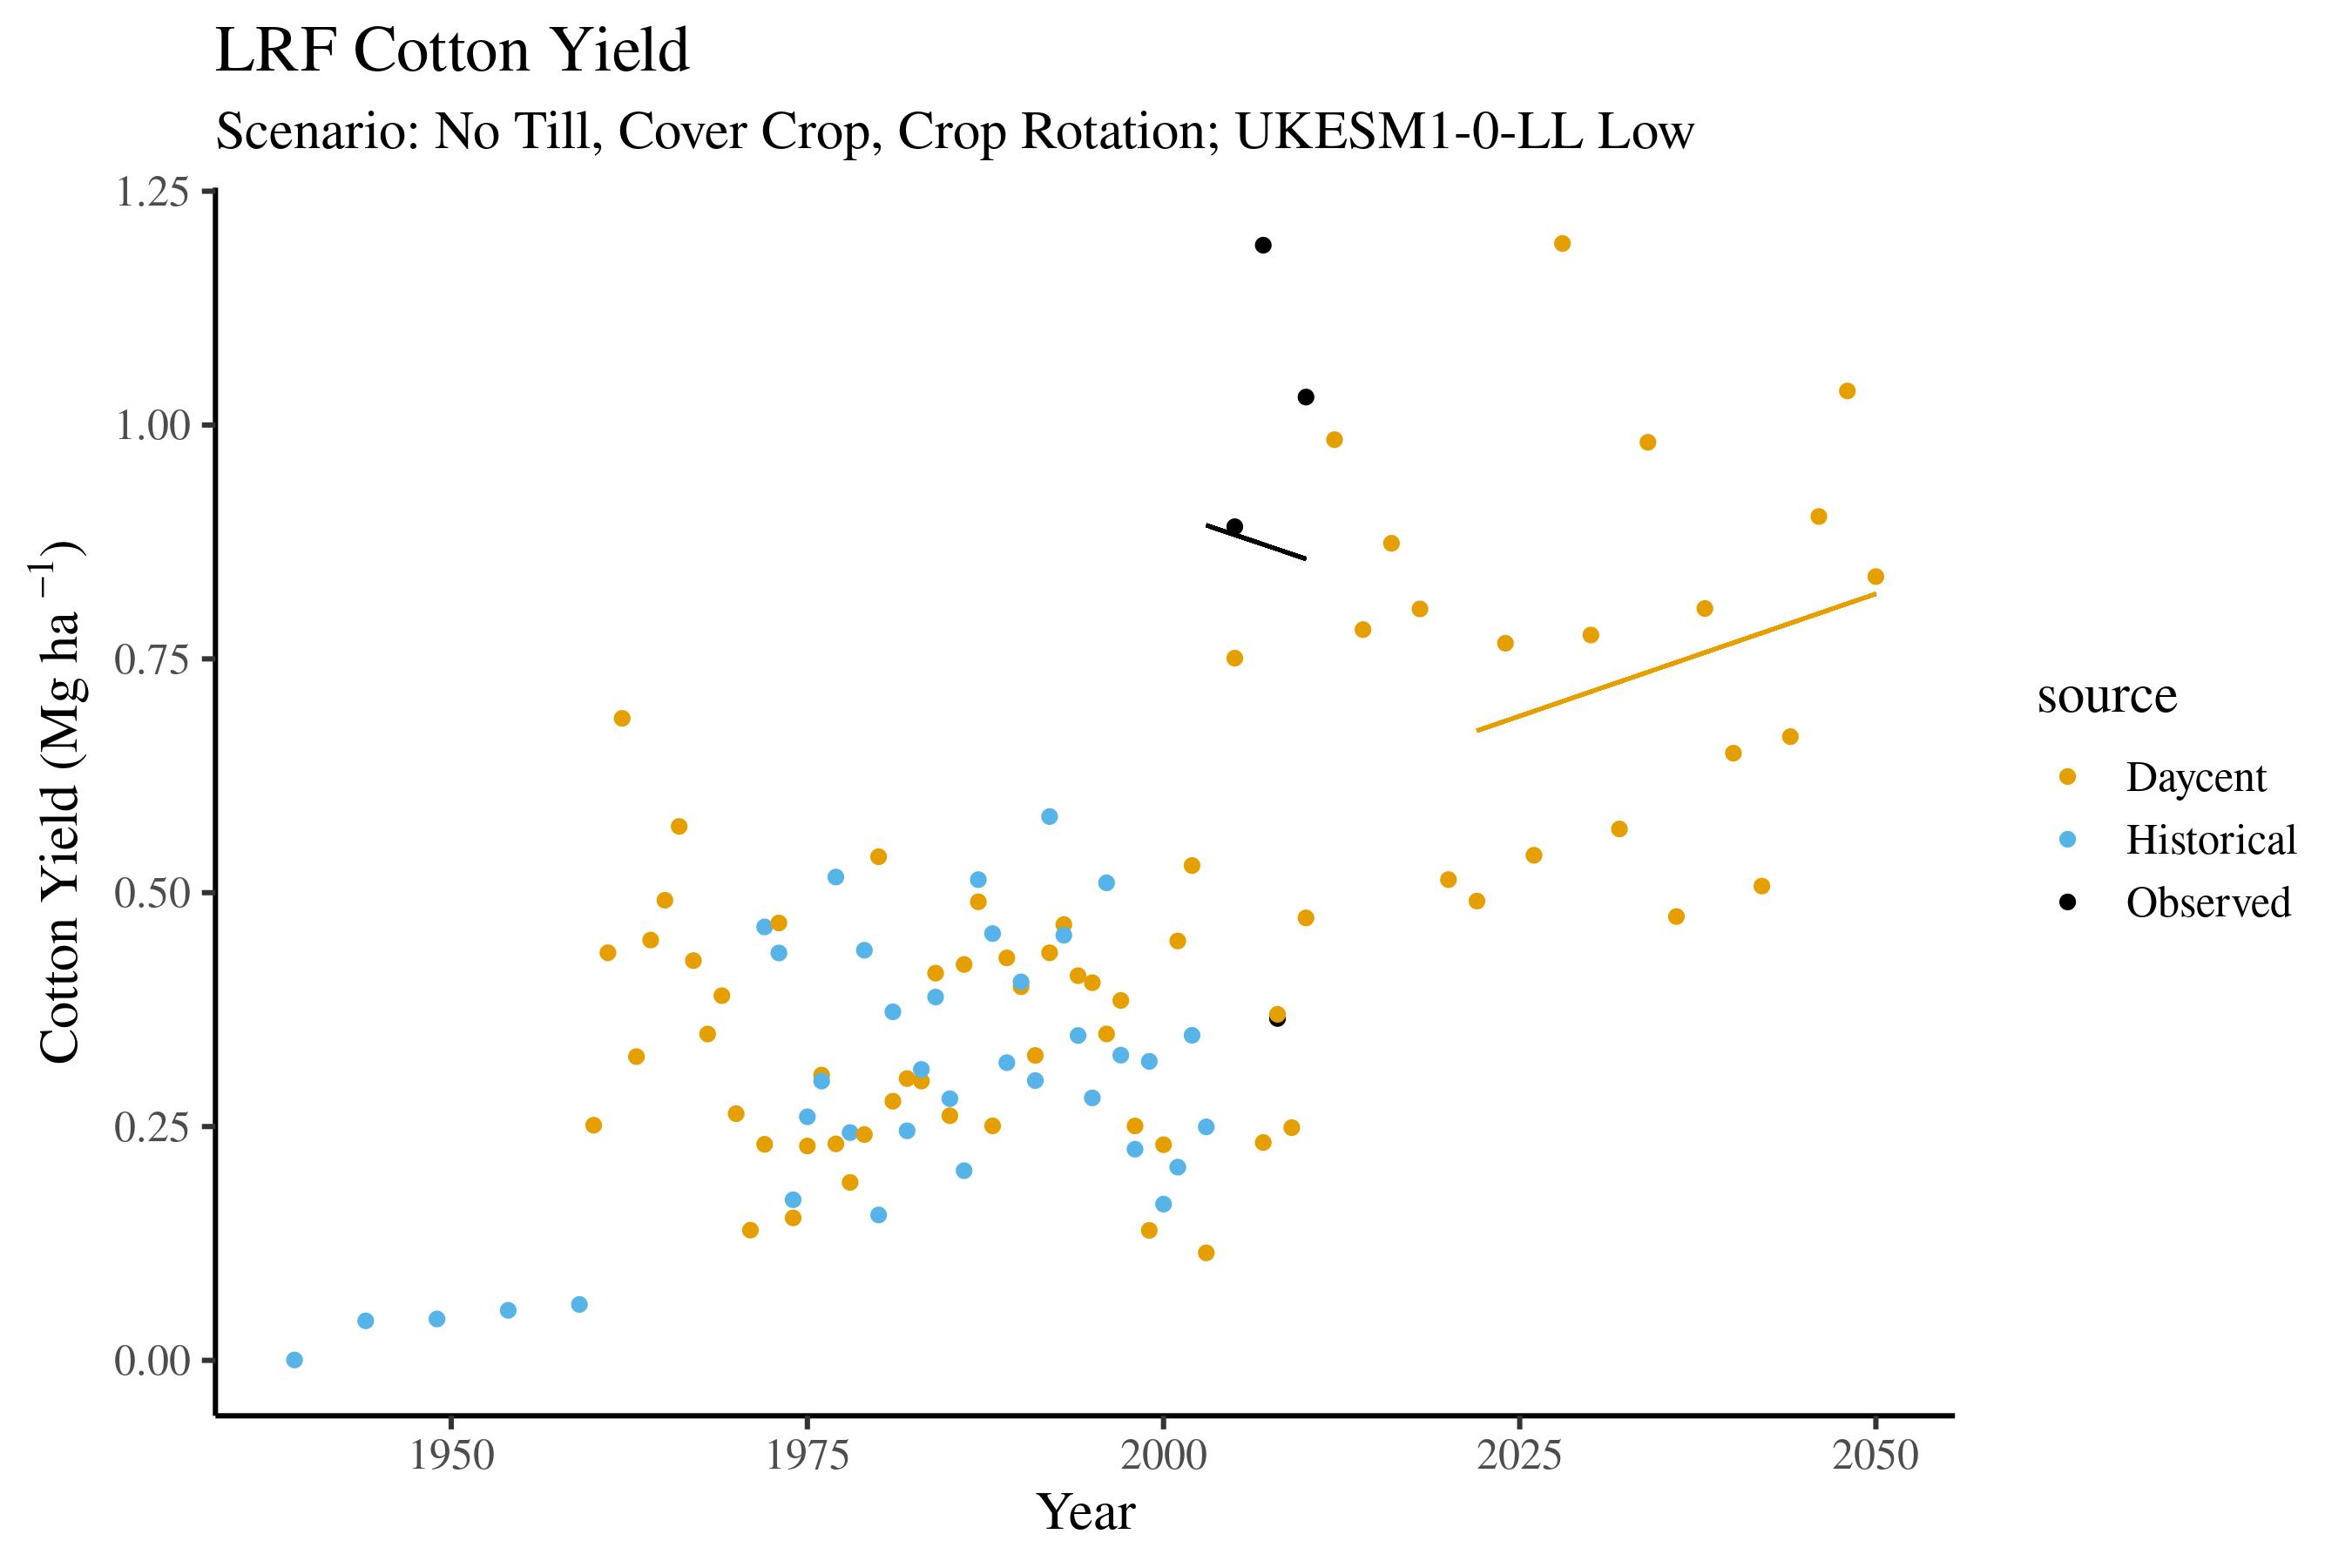 LRF Cotton Yield
Scenario: No Till, Cover Crop, Crop Rotation; UKESM1-0-LL Low
Cotton Yield (Mg ha −1)
1.25
1.00
0.75
0.50
0.25
0.00
1950 1975 2000 2025 2050
Year
source
Daycent
Historical
Observed